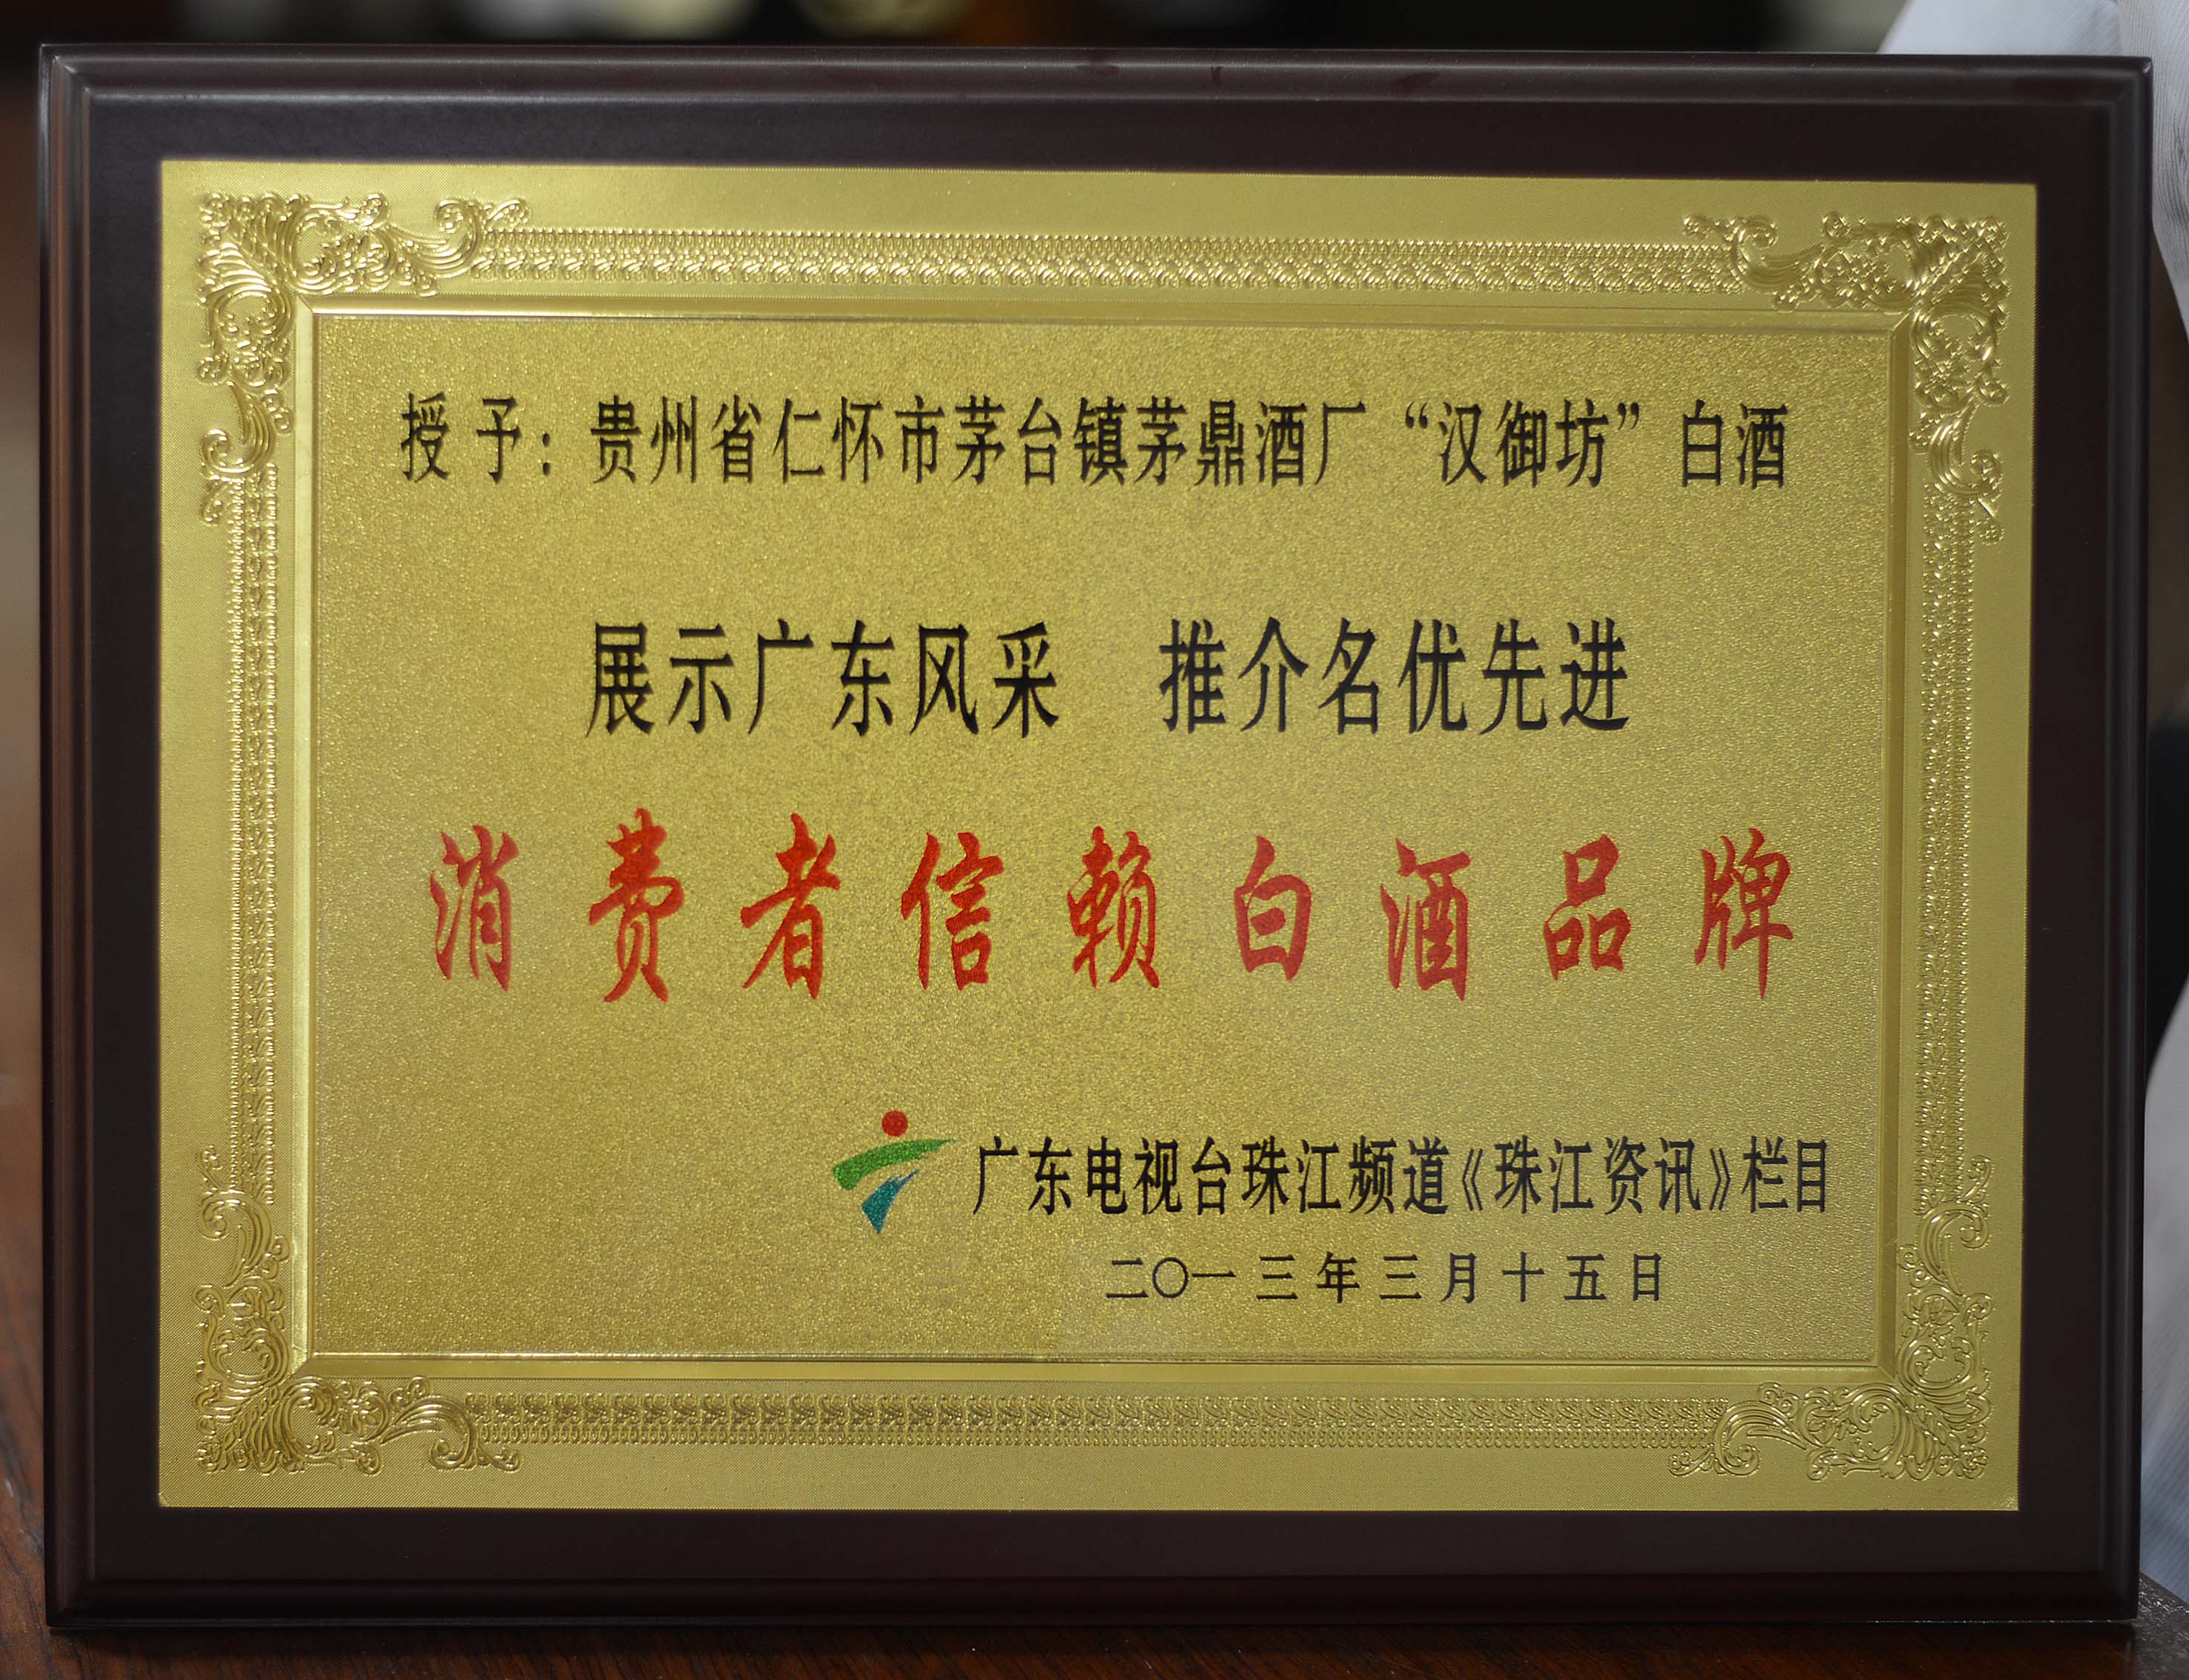 授予：贵州省仁怀市茅台镇茅鼎酒厂“汉御坊”白酒
展示广东风采 推介名优先进
消费者信赖白酒品牌
广东电视台珠江频道《珠江资讯》栏目
二〇一三年三月十五日